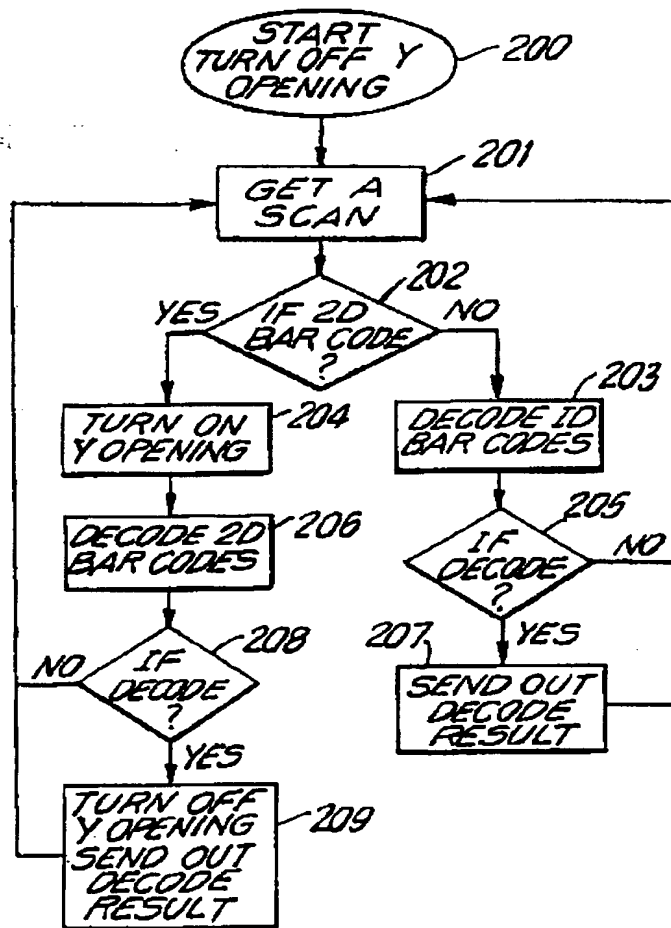 START
TURN OFF Y
OPENING
200
GET A
SCAN
201
IF 2D
BAR CODE
?
202
YES
NO
TURN ON
Y OPENING
204
DECODE 1D
BAR CODES
203
DECODE 2D
BAR CODES
206
IF
DECODE
?
205
NO
YES
IF
DECODE
?
208
NO
YES
SEND OUT
DECODE
RESULT
207
TURN OFF
Y OPENING
SEND OUT
DECODE
RESULT
209